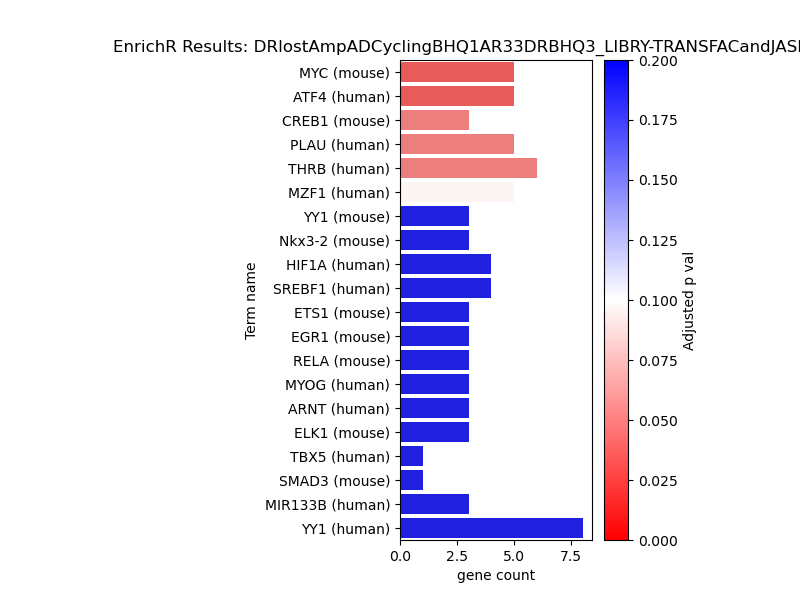 EnrichR Results: DRlostAmpADCyclingBHQ1AR33DRBHQ3_LIBRY-TRANSFACandJAS
MYC (mouse)
ATF4 (human)
CREB1 (mouse)
PLAU (human)
THRB (human)
MZF1 (human)
YY1 (mouse)
Nkx3-2 (mouse)
HIF1A (human)
SREBF1 (human)
ETS1 (mouse)
EGR1 (mouse)
RELA (mouse)
MYOG (human)
ARNT (human)
ELK1 (mouse)
TBX5 (human)
SMAD3 (mouse)
MIR133B (human)
YY1 (human)
Term name
0.0 2.5 5.0 7.5
gene count
0.200
0.175
0.150
0.125
0.100
0.075
0.050
0.025
0.000
Adjusted p val